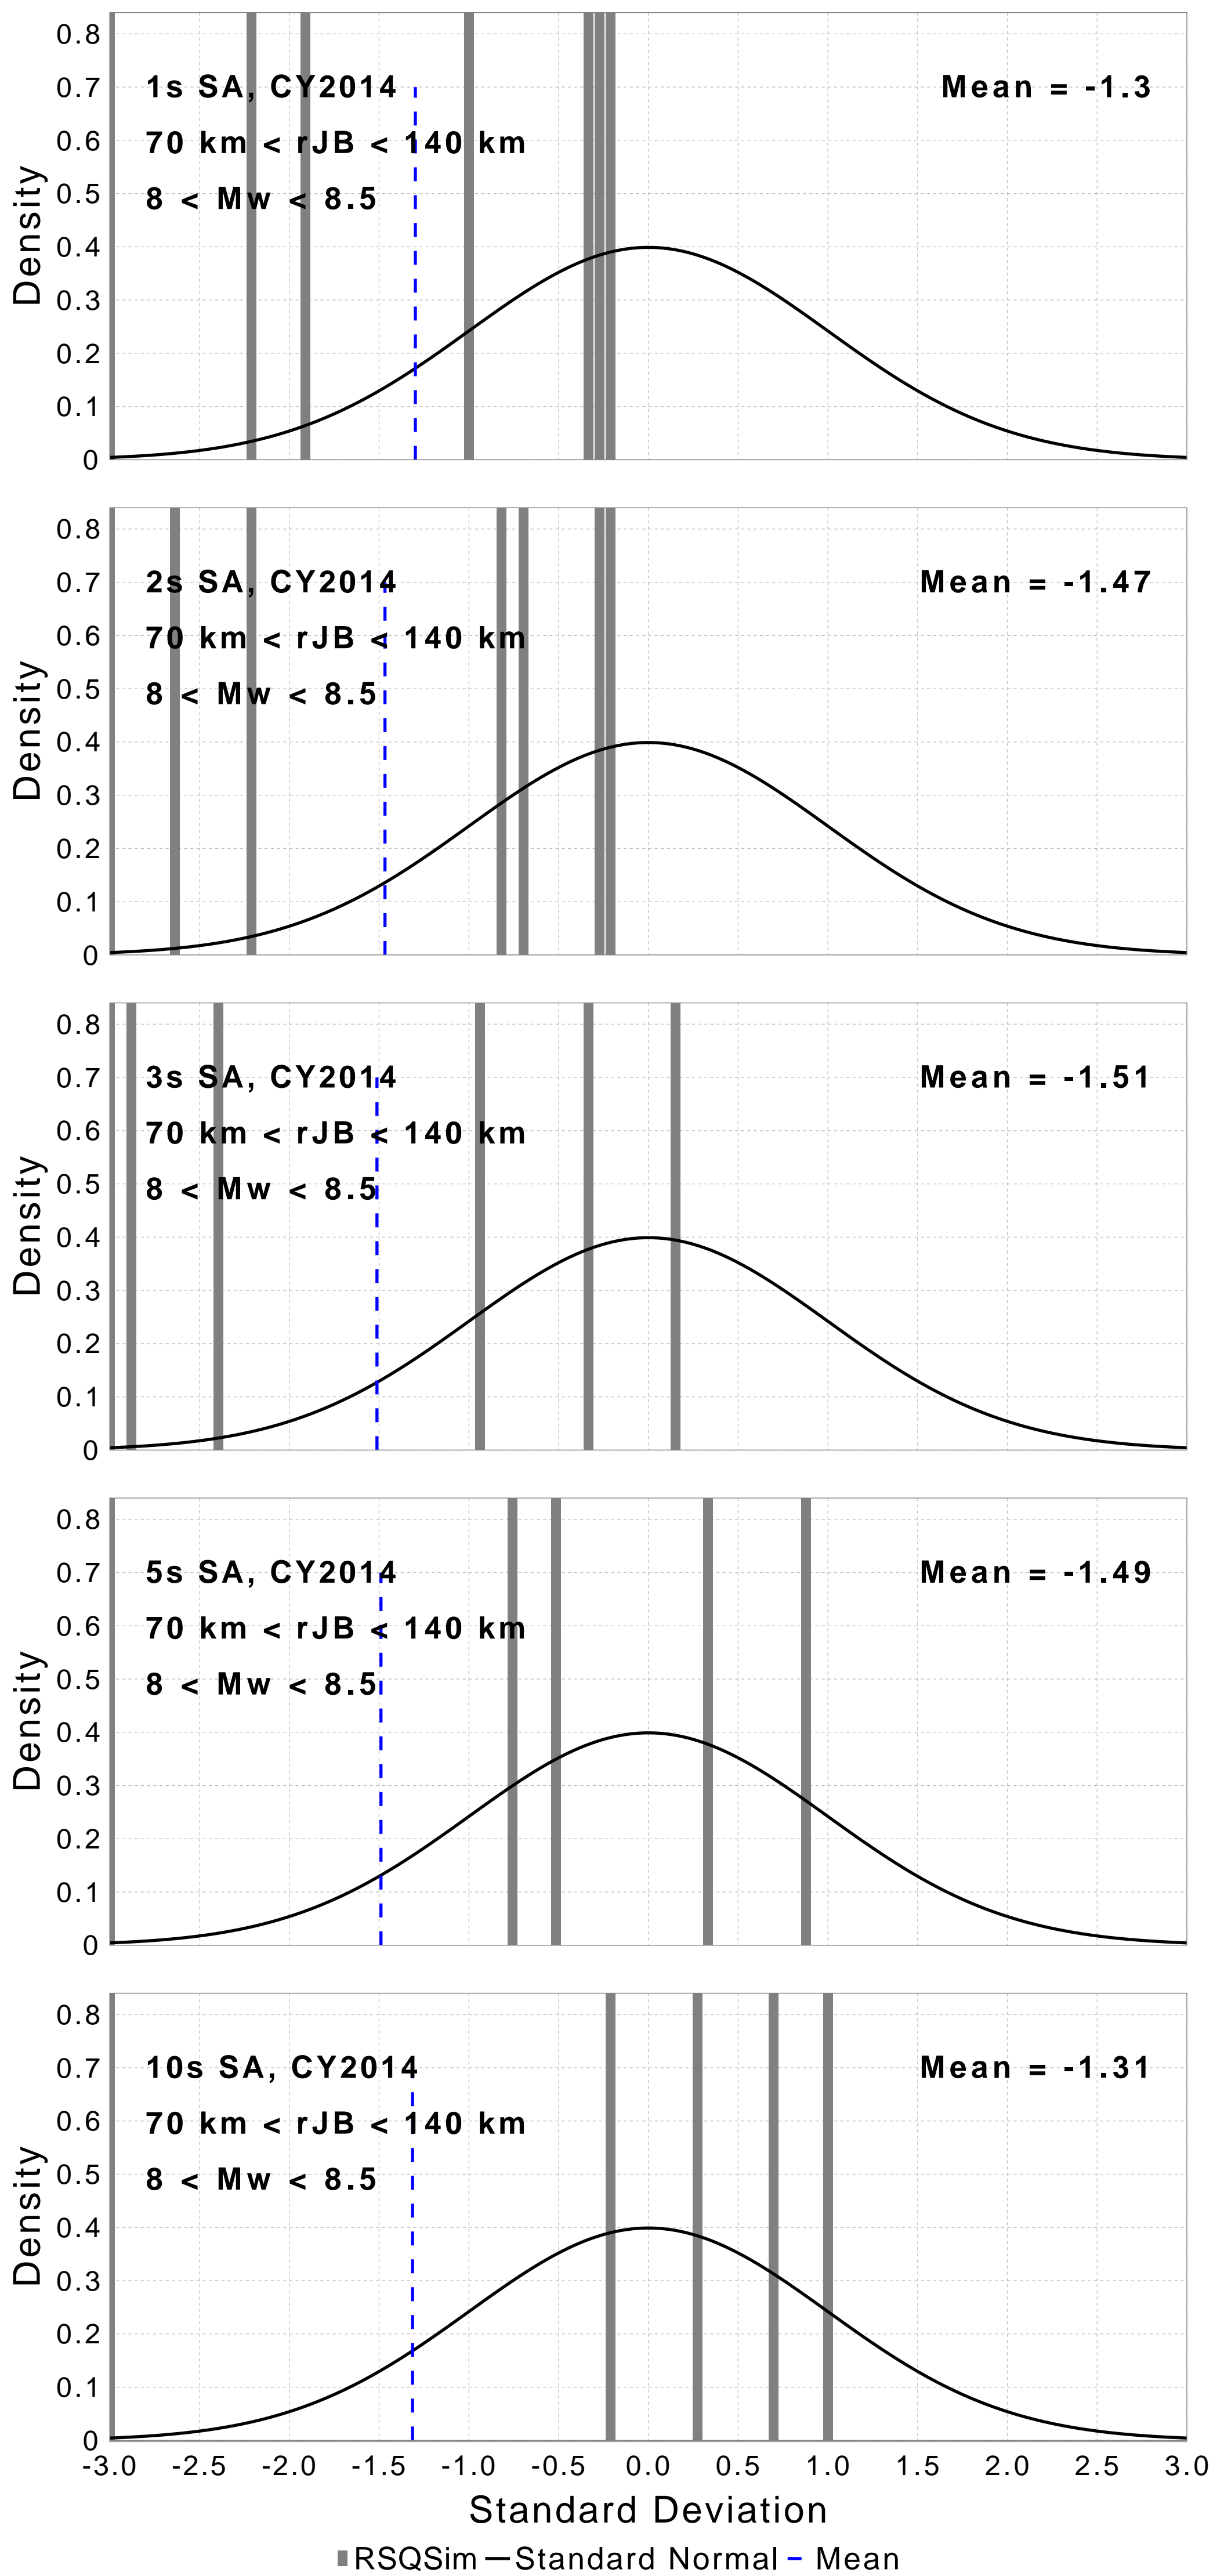 0.8
1s SA, CY2014
Mean = -1.3
0.7
70 km < rJB < 140 km
0.6
8 < Mw < 8.5
0.5
0.4
0.3
0.2
0.1
0
Density
0.8
2s SA, CY2014
Mean = -1.47
0.7
70 km < rJB < 140 km
0.6
8 < Mw < 8.5
0.5
0.4
0.3
0.2
0.1
0
Density
0.8
3s SA, CY2014
Mean = -1.51
0.7
70 km < rJB < 140 km
0.6
8 < Mw < 8.5
0.5
0.4
0.3
0.2
0.1
0
Density
0.8
5s SA, CY2014
Mean = -1.49
0.7
70 km < rJB < 140 km
0.6
8 < Mw < 8.5
0.5
0.4
0.3
0.2
0.1
0
Density
0.8
10s SA, CY2014
Mean = -1.31
0.7
70 km < rJB < 140 km
0.6
8 < Mw < 8.5
0.5
0.4
0.3
0.2
0.1
0
Density
-3.0 -2.5 -2.0 -1.5 -1.0 -0.5 0.0 0.5 1.0 1.5 2.0 2.5 3.0
Standard Deviation
RSQSim Standard Normal Mean